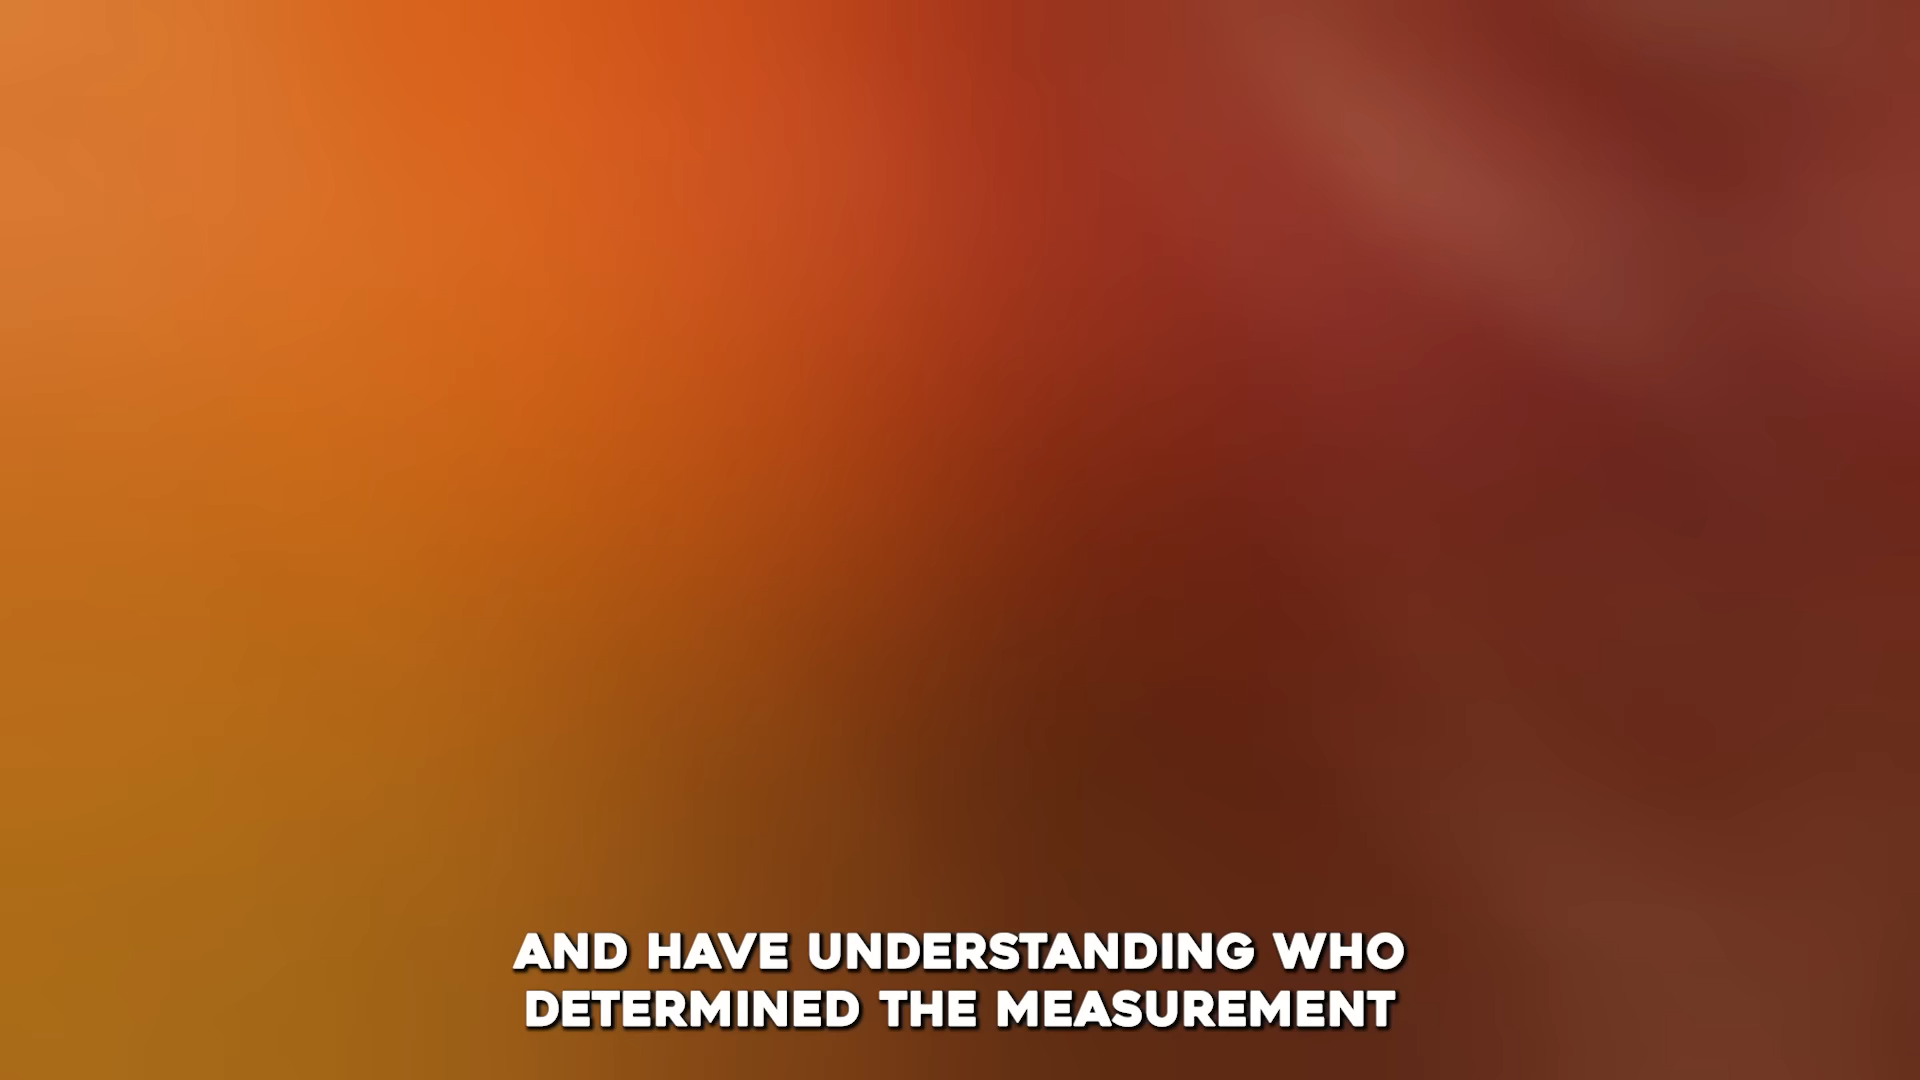 AND HAVE UNDERSTANDING WHO
DETERMINED THE MEASUREMENT